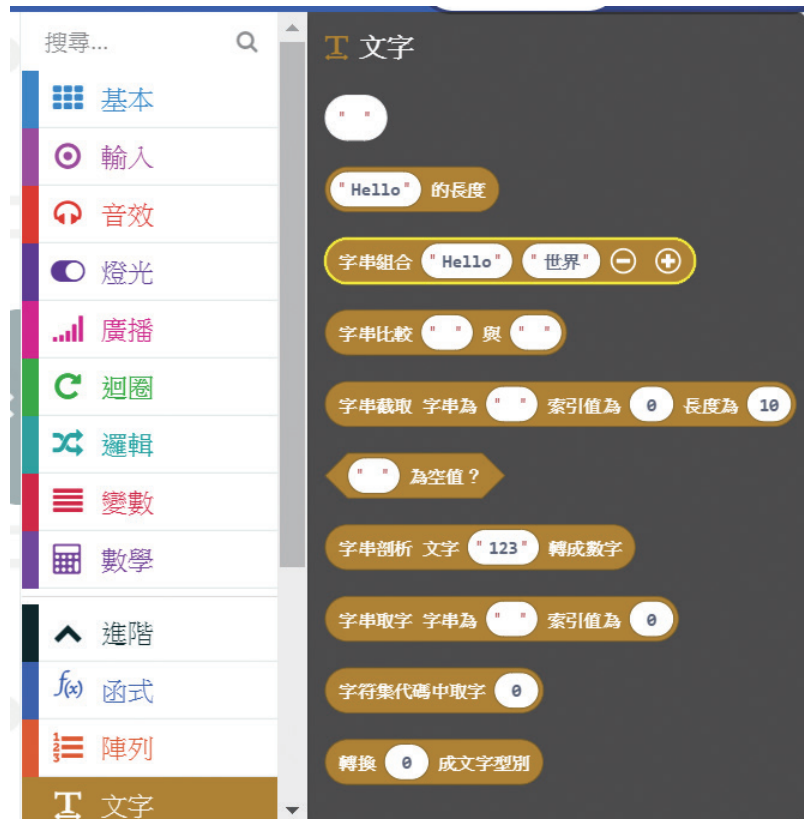 搜尋...
基本
輸入
音效
燈光
廣播
迴圈
邏輯
變數
數學
進階
f(x) 函式
1 2 3 陣列
T 文字
T 文字
" "
"Hello" 的長度
字串組合 "Hello" "世界"
字串比較 " " 與 " "
字串截取 字串為 " " 索引值為 0 長度為 10
" " 為空值？
字串剖析 文字 "123" 轉成數字
字串取字 字串為 " " 索引值為 0
字符集代碼中取字 0
轉換 0 成文字型別